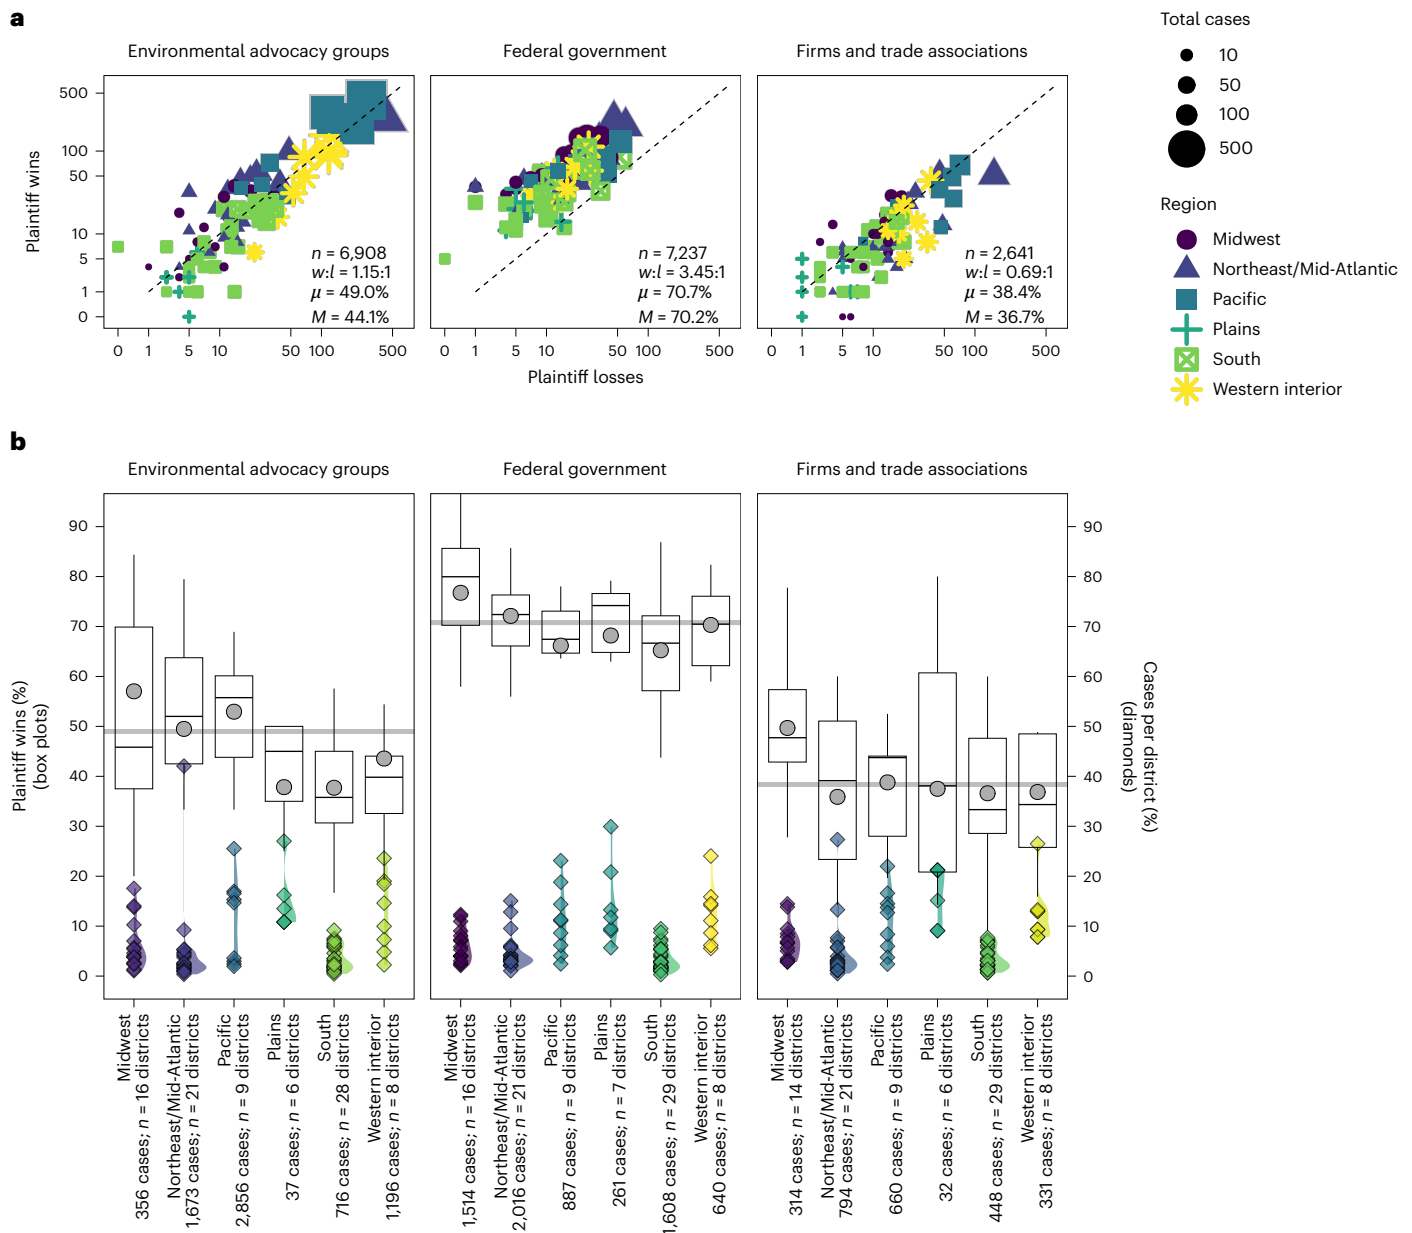 a
Environmental advocacy groups
Federal government
Firms and trade associations
Plaintiff wins
500
100
50
10
5
1
0
n = 6,908
w:l = 1.15:1
μ = 49.0%
M = 44.1%
n = 7,237
w:l = 3.45:1
μ = 70.7%
M = 70.2%
n = 2,641
w:l = 0.69:1
μ = 38.4%
M = 36.7%
0 1 5 10 50 100 500
0 1 5 10 50 100 500
0 1 5 10 50 100 500
Plaintiff losses
Total cases
10
50
100
500
Region
Midwest
Northeast/Mid-Atlantic
Pacific
Plains
South
Western interior
b
Environmental advocacy groups
Federal government
Firms and trade associations
Plaintiff wins (%)
(box plots)
90
80
70
60
50
40
30
20
10
0
90
80
70
60
50
40
30
20
10
0
Cases per district (%)
(diamonds)
Midwest
356 cases; n = 16 districts
Northeast/Mid-Atlantic
1,673 cases; n = 21 districts
Pacific
2,856 cases; n = 9 districts
Plains
37 cases; n = 6 districts
South
716 cases; n = 28 districts
Western interior
1,196 cases; n = 8 districts
Midwest
1,514 cases; n = 16 districts
Northeast/Mid-Atlantic
2,016 cases; n = 21 districts
Pacific
887 cases; n = 9 districts
Plains
261 cases; n = 7 districts
South
1,608 cases; n = 29 districts
Western interior
640 cases; n = 8 districts
Midwest
314 cases; n = 14 districts
Northeast/Mid-Atlantic
794 cases; n = 21 districts
Pacific
660 cases; n = 9 districts
Plains
32 cases; n = 6 districts
South
448 cases; n = 29 districts
Western interior
331 cases; n = 8 districts